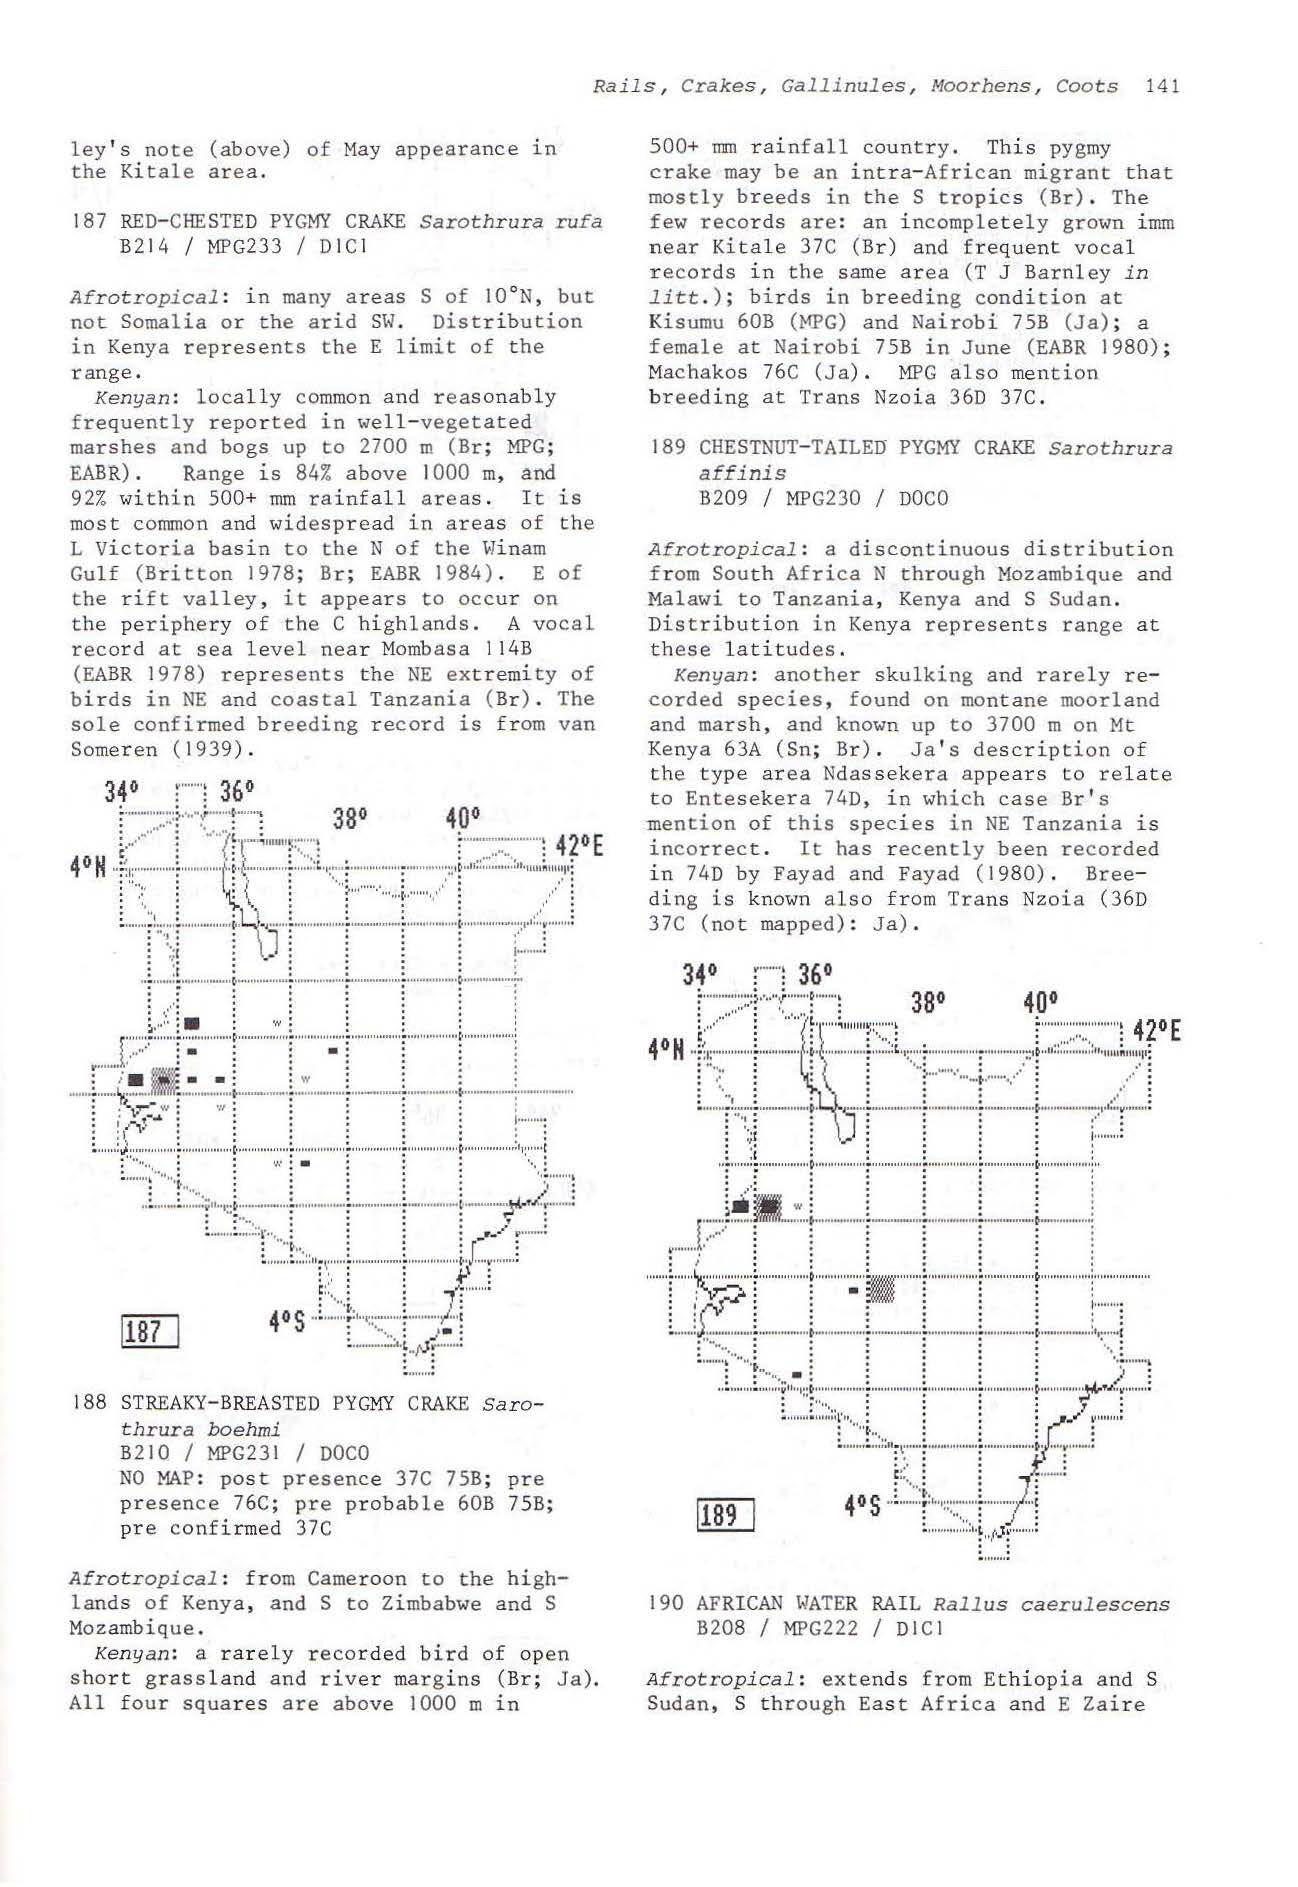 Rails, Crakes, Gallinules, Moorhens, Coots 141
ley's note (above) of May appearance in
the Kitale area.
187 RED-CHESTED PYGMY CRAKE Sarothrura rufa
B214 / MPG233 / D1C1
Afrotropical: in many areas S of 10°N, but
not Somalia or the arid SW. Distribution
in Kenya represents the E limit of the
range.
Kenyan: locally common and reasonably
frequently reported in well-vegetated
marshes and bogs up to 2700 m (Br; MPG;
EABR). Range is 84% above 1000 m, and
92% within 500+ mm rainfall areas. It is
most common and widespread in areas of the
L Victoria basin to the N of the Winam
Gulf (Britton 1978; Br; EABR 1984). E of
the rift valley, it appears to occur on
the periphery of the C highlands. A vocal
record at sea level near Mombasa 114B
(EABR 1978) represents the NE extremity of
birds in NE and coastal Tanzania (Br). The
sole confirmed breeding record is from van
Someren (1939).
34° 36°
38° 40°
42°E
4°N
w
w
w w
w
4°S
187
188 STREAKY-BREASTED PYGMY CRAKE Saro-
thrura boehmi
B210 / MPG231 / D0C0
NO MAP: post presence 37C 75B; pre
presence 76C; pre probable 60B 75B;
pre confirmed 37C
Afrotropical: from Cameroon to the high-
lands of Kenya, and S to Zimbabwe and S
Mozambique.
Kenyan: a rarely recorded bird of open
short grassland and river margins (Br; Ja).
All four squares are above 1000 m in
500+ mm rainfall country. This pygmy
crake may be an intra-African migrant that
mostly breeds in the S tropics (Br). The
few records are: an incompletely grown imm
near Kitale 37C (Br) and frequent vocal
records in the same area (T J Barnley in
litt.); birds in breeding condition at
Kisumu 60B (MPG) and Nairobi 75B (Ja); a
female at Nairobi 75B in June (EABR 1980);
Machakos 76C (Ja). MPG also mention
breeding at Trans Nzoia 36D 37C.
189 CHESTNUT-TAILED PYGMY CRAKE Sarothrura
affinis
B209 / MPG230 / D0C0
Afrotropical: a discontinuous distribution
from South Africa N through Mozambique and
Malawi to Tanzania, Kenya and S Sudan.
Distribution in Kenya represents range at
these latitudes.
Kenyan: another skulking and rarely re-
corded species, found on montane moorland
and marsh, and known up to 3700 m on Mt
Kenya 63A (Sn; Br). Ja's description of
the type area Ndassekera appears to relate
to Entesekera 74D, in which case Br's
mention of this species in NE Tanzania is
incorrect. It has recently been recorded
in 74D by Fayad and Fayad (1980). Bree-
ding is known also from Trans Nzoia (36D
37C (not mapped): Ja).
34° 36°
38° 40°
42°E
4°N
w
4°S
189
190 AFRICAN WATER RAIL Rallus caerulescens
B208 / MPG222 / D1C1
Afrotropical: extends from Ethiopia and S
Sudan, S through East Africa and E Zaire